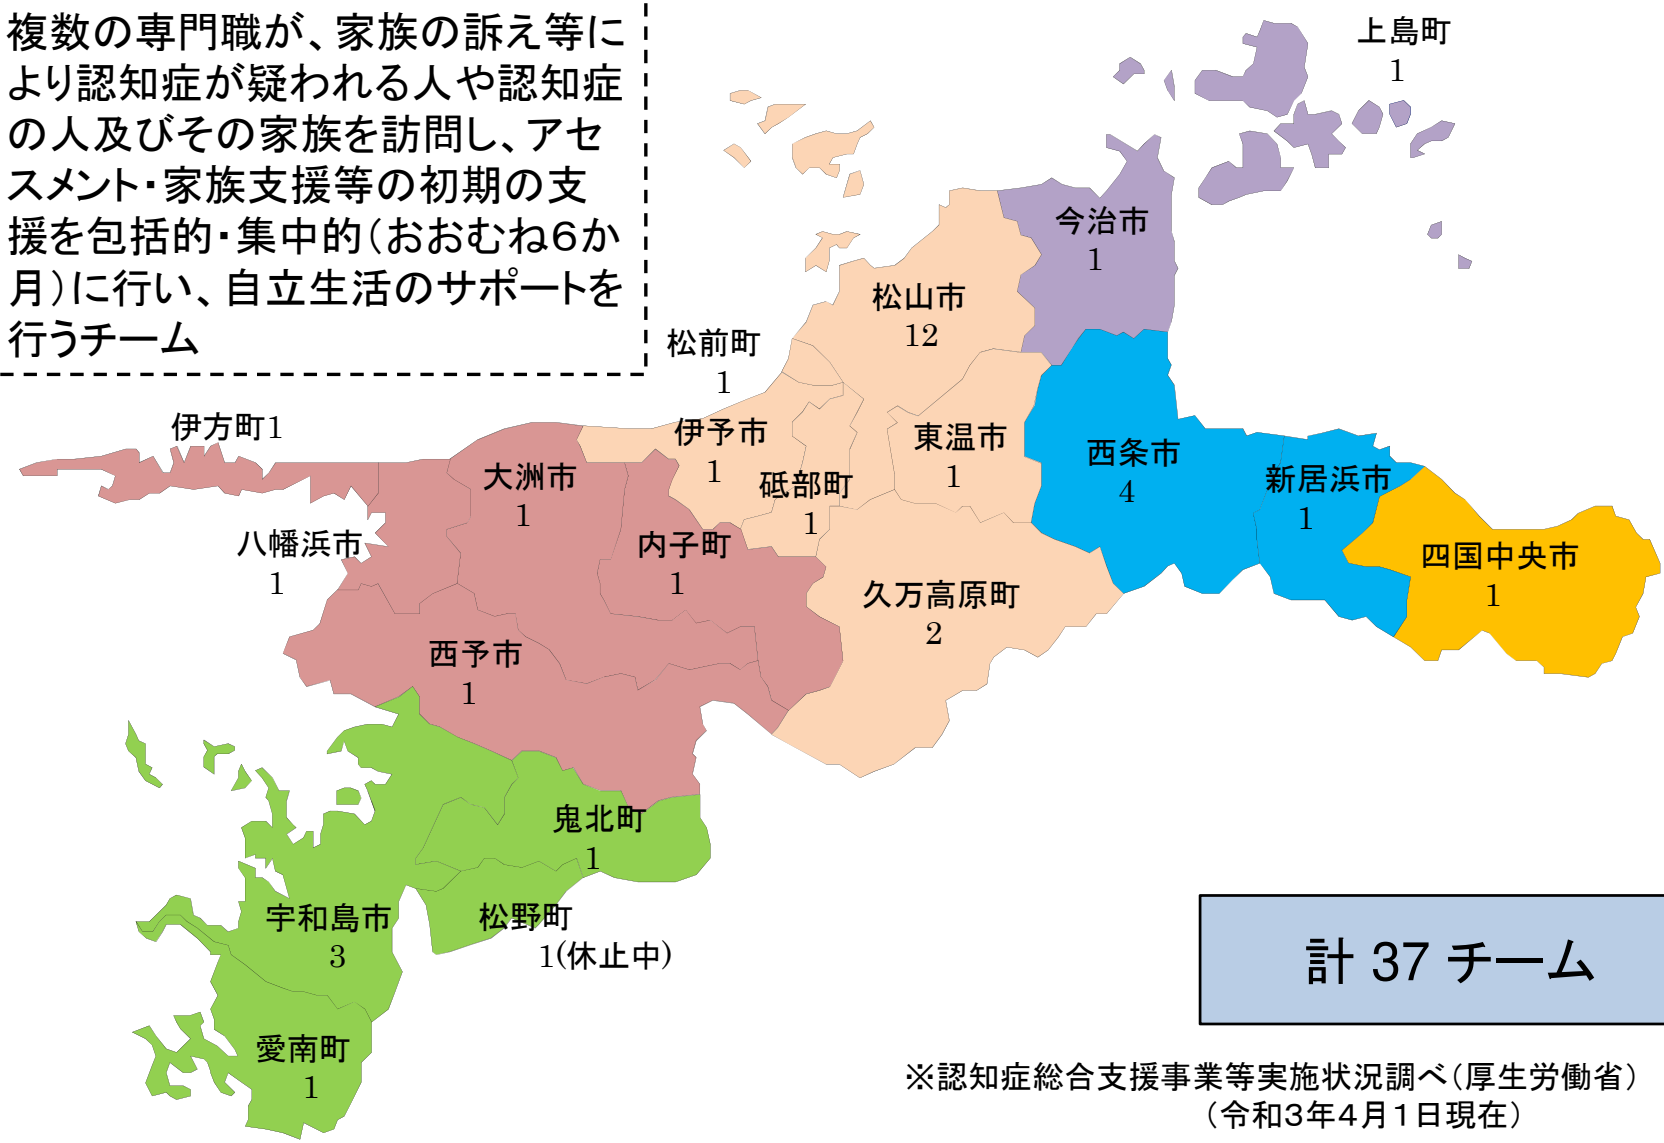 複数の専門職が、家族の訴え等に
より認知症が疑われる人や認知症
の人及びその家族を訪問し、アセ
スメント・家族支援等の初期の支
援を包括的・集中的（おおむね６か
月）に行い、自立生活のサポートを
行うチーム
上島町
1
今治市
1
松山市
12
松前町
1
伊方町1
伊予市
1
東温市
1
西条市
4
新居浜市
1
大洲市
1
砥部町
1
八幡浜市
1
内子町
1
四国中央市
1
久万高原町
2
西予市
1
鬼北町
1
宇和島市
3
松野町
1(休止中)
愛南町
1
計 37 チーム
※認知症総合支援事業等実施状況調べ（厚生労働省）
（令和３年４月１日現在）